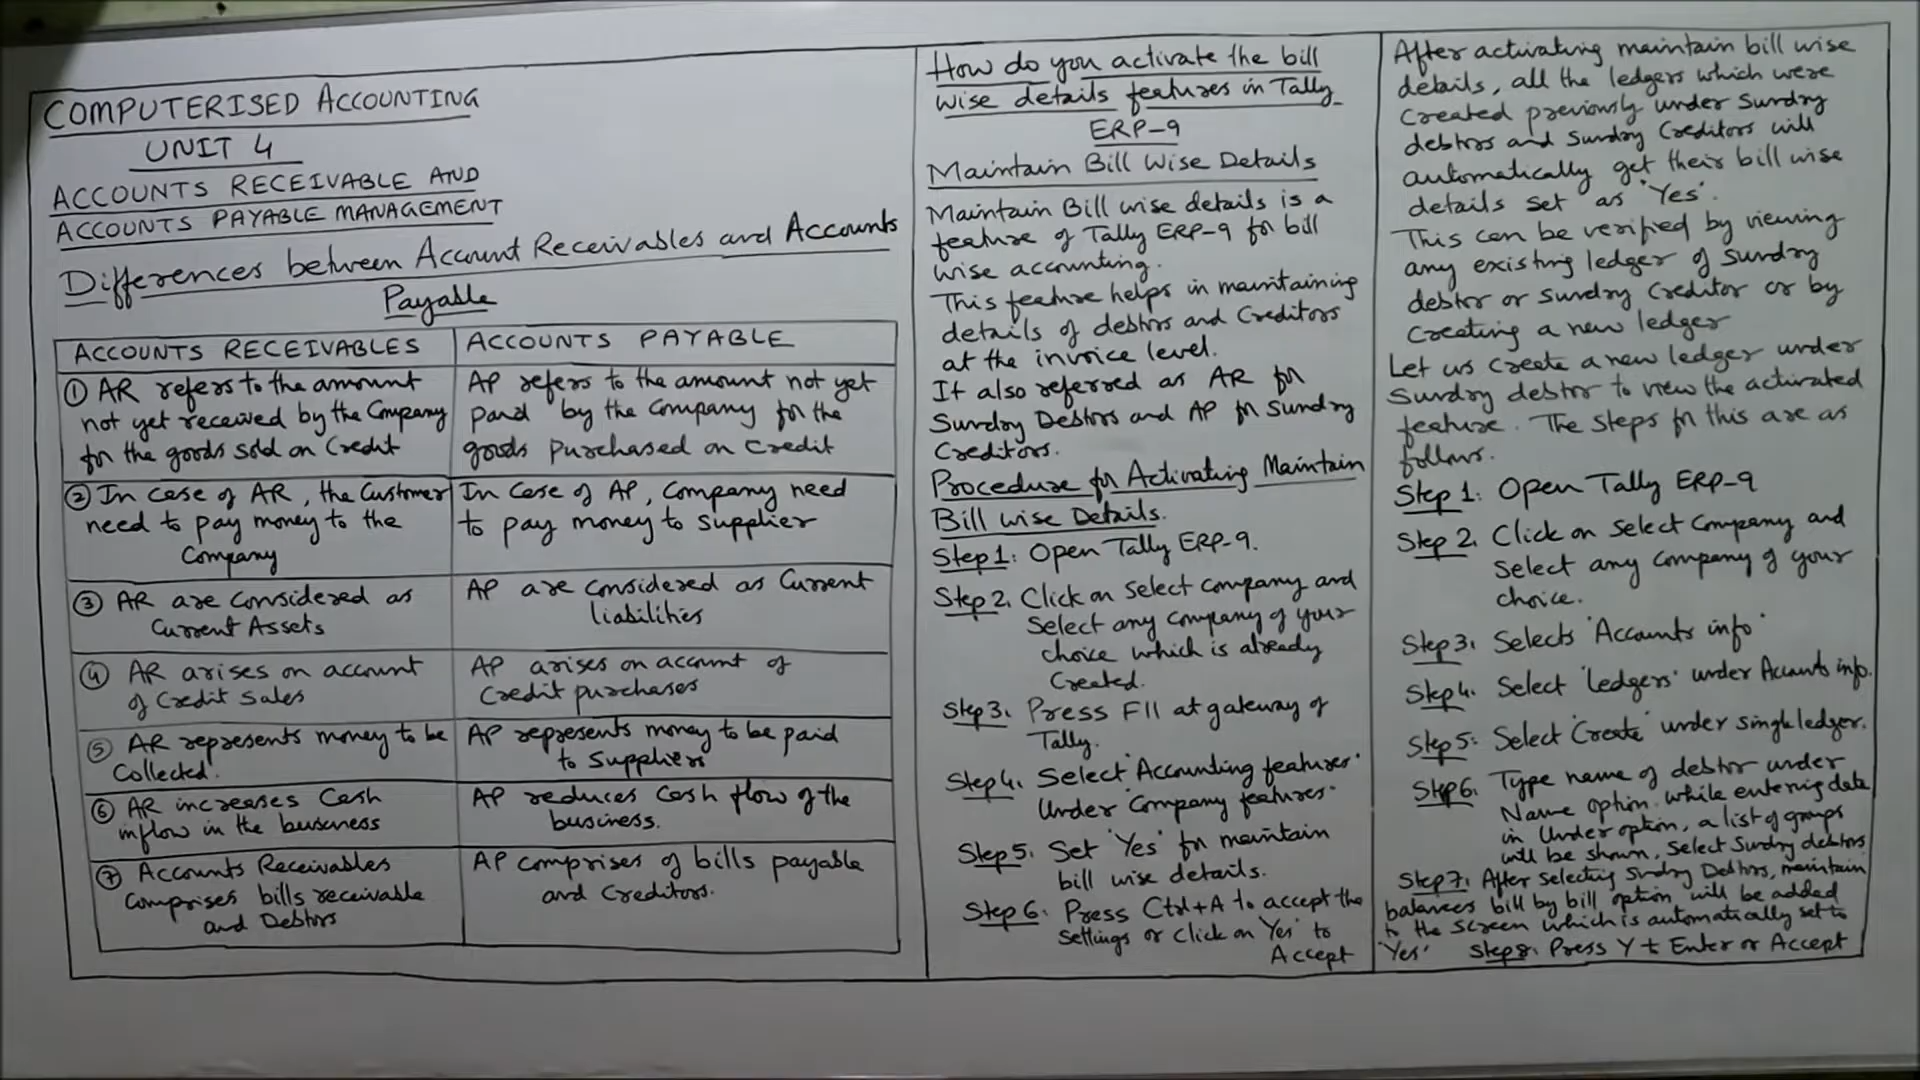 COMPUTERISED ACCOUNTING
UNIT 4
ACCOUNTS RECEIVABLE AND
ACCOUNTS PAYABLE MANAGEMENT
Differences between Account Receivables and Accounts
Payable
ACCOUNTS RECEIVABLES
① AR refers to the amount
not yet received by the Company
for the goods sold on Credit
② In case of AR, the Customer
need to pay money to the
Company
③ AR are considered as
Current Assets
④ AR arises on account
of Credit Sales
⑤ AR represents money to be
Collected.
⑥ AR increases Cash
inflow in the business
⑦ Accounts Receivables
Comprises bills receivable
and Debtors
ACCOUNTS PAYABLE
AP refers to the amount not yet
paid by the Company for the
goods purchased on Credit
In Case of AP, Company need
to pay money to Supplier
AP are considered as Current
liabilities
AP arises on account of
Credit purchases
AP represents money to be paid
to Suppliers
AP reduces Cash flow of the
business.
AP comprises of bills payable
and Creditors.
How do you activate the bill
wise details features in Tally
ERP-9
Maintain Bill Wise Details
Maintain Bill wise details is a
feature of Tally ERP-9 for bill
wise accounting.
This feature helps in maintaining
details of debtors and Creditors
at the invoice level.
It also referred as AR for
Sundry Debtors and AP for Sundry
Creditors.
Procedure for Activating Maintain
Bill wise Details.
Step 1: Open Tally ERP-9.
Step 2. Click on Select Company and
Select any Company of your
choice which is already
Created.
Step 3. Press F11 at gateway of
Tally.
Step 4. Select 'Accounting features'
Under 'Company features'.
Step 5. Set 'Yes' for maintain
bill wise details.
Step 6. Press Ctrl+A to accept the
settings or Click on 'Yes' to
Accept
After activating maintain bill wise
details, all the ledgers which were
Created previously under Sundry
debtors and Sundry Creditors will
automatically get their bill wise
details set as 'Yes'.
This can be verified by viewing
any existing ledger of Sundry
debtor or Sundry Creditor or by
Creating a new ledger
Let us create a new ledger under
Sundry debtor to view the activated
feature. The Steps for this are as
follows.
Step 1: Open Tally ERP-9
Step 2. Click on Select Company and
Select any Company of your
choice.
Step 3. Selects 'Accounts info'
Step 4. Select 'ledgers' under Accounts info.
Step 5: Select 'Create' under single ledger.
Step 6. Type name of debtor under
Name option. while entering data
in Under option, a list of groups
will be shown, Select Sundry debtors
Step 7. After selecting Sundry Debtors, maintain
balances bill by bill option will be added
to the screen which is automatically set to
'Yes' Step 8. Press Y to Enter or Accept